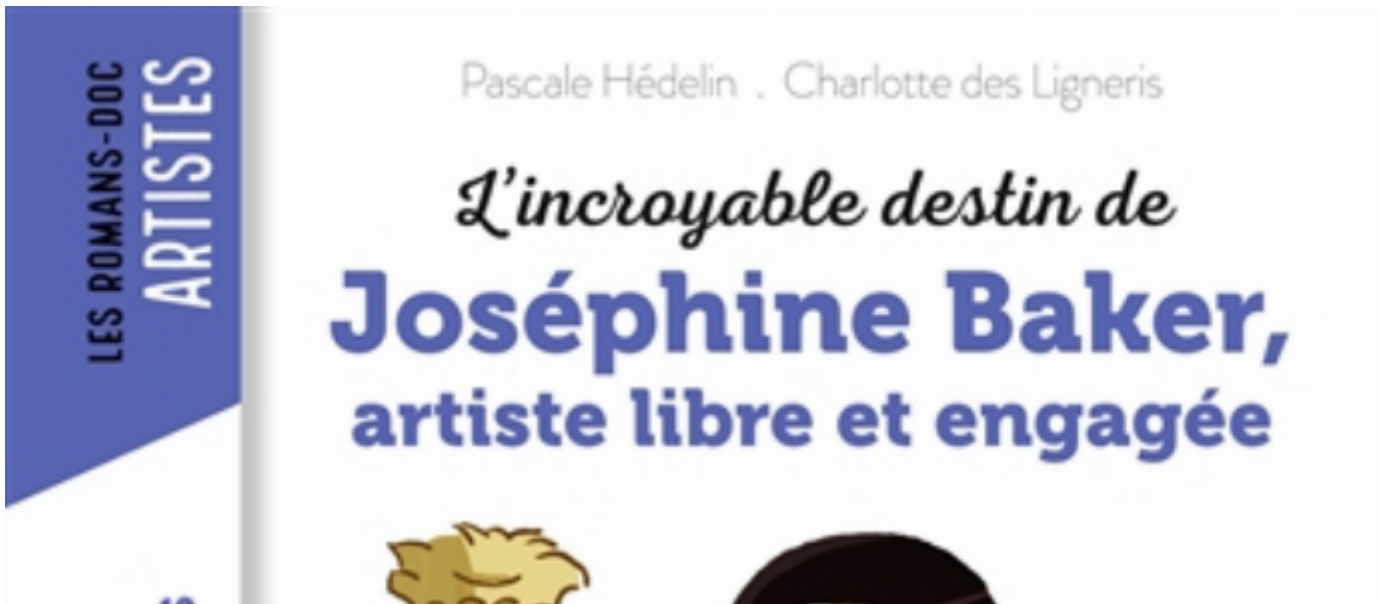 LES ROMANS-DOC
ARTISTES
Pascale Hédelin . Charlotte des Ligneris
L'incroyable destin de
Joséphine Baker,
artiste libre et engagée